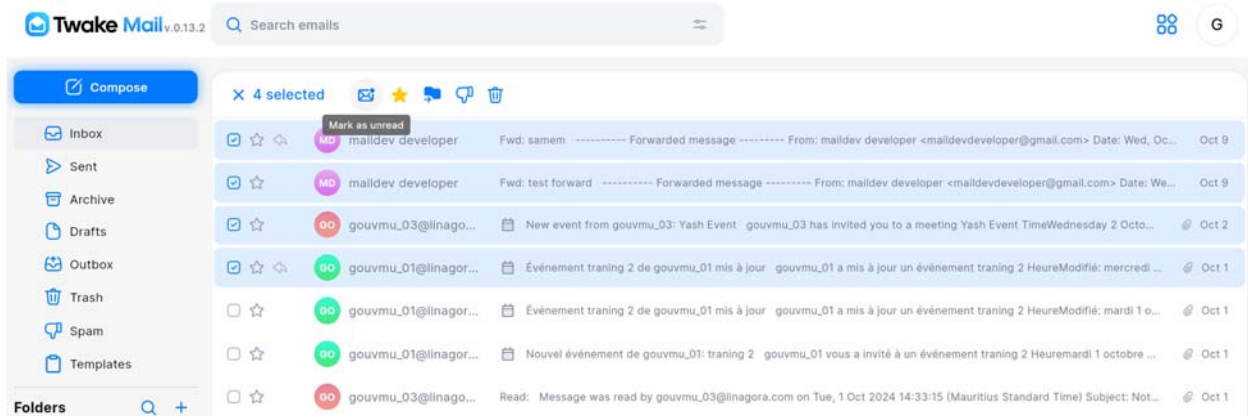 Twake Mail v.0.13.2
Search emails
G
Compose
4 selected
Mark as unread
Inbox
Sent
Archive
Drafts
Outbox
Trash
Spam
Templates
Folders
MD maildev developer Fwd: samem ---------- Forwarded message --------- From: maildev developer <maildevdeveloper@gmail.com> Date: Wed, Oc... Oct 9
MD maildev developer Fwd: test forward ---------- Forwarded message --------- From: maildev developer <maildevdeveloper@gmail.com> Date: We... Oct 9
GO gouvmu_03@linago... New event from gouvmu_03: Yash Event gouvmu_03 has invited you to a meeting Yash Event TimeWednesday 2 Octo... Oct 2
GO gouvmu_01@linagor... Événement traning 2 de gouvmu_01 mis à jour gouvmu_01 a mis à jour un événement traning 2 HeureModifié: mercredi ... Oct 1
GO gouvmu_01@linagor... Événement traning 2 de gouvmu_01 mis à jour gouvmu_01 a mis à jour un événement traning 2 HeureModifié: mardi 1 o... Oct 1
GO gouvmu_01@linagor... Nouvel événement de gouvmu_01: traning 2 gouvmu_01 vous a invité à un événement traning 2 Heuremardi 1 octobre ... Oct 1
GO gouvmu_03@linago... Read: Message was read by gouvmu_03@linagora.com on Tue, 1 Oct 2024 14:33:15 (Mauritius Standard Time) Subject: Not... Oct 1